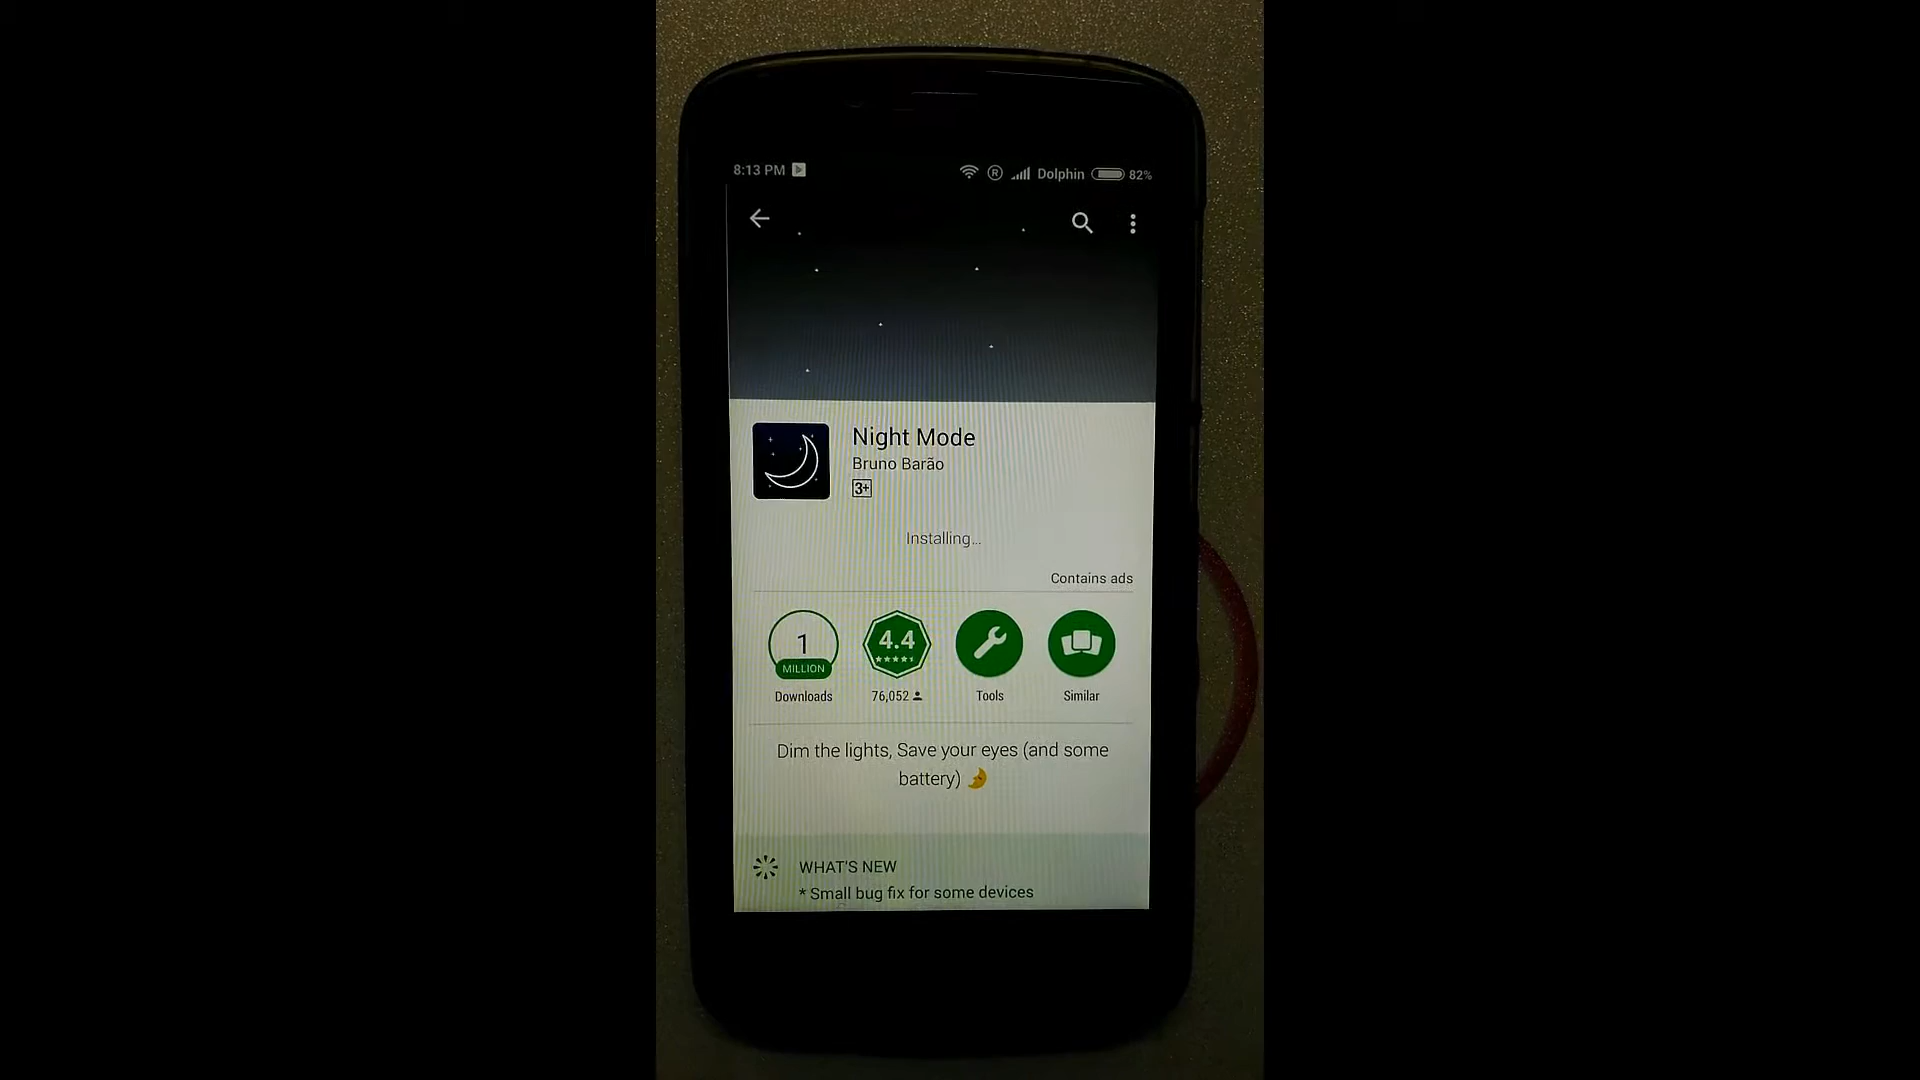 8:13 PM
R Dolphin 82%
Night Mode
Bruno Barão
3+
Installing...
Contains ads
1
MILLION
4.4
Downloads
76,052
Tools
Similar
Dim the lights, Save your eyes (and some
battery)
WHAT'S NEW
* Small bug fix for some devices